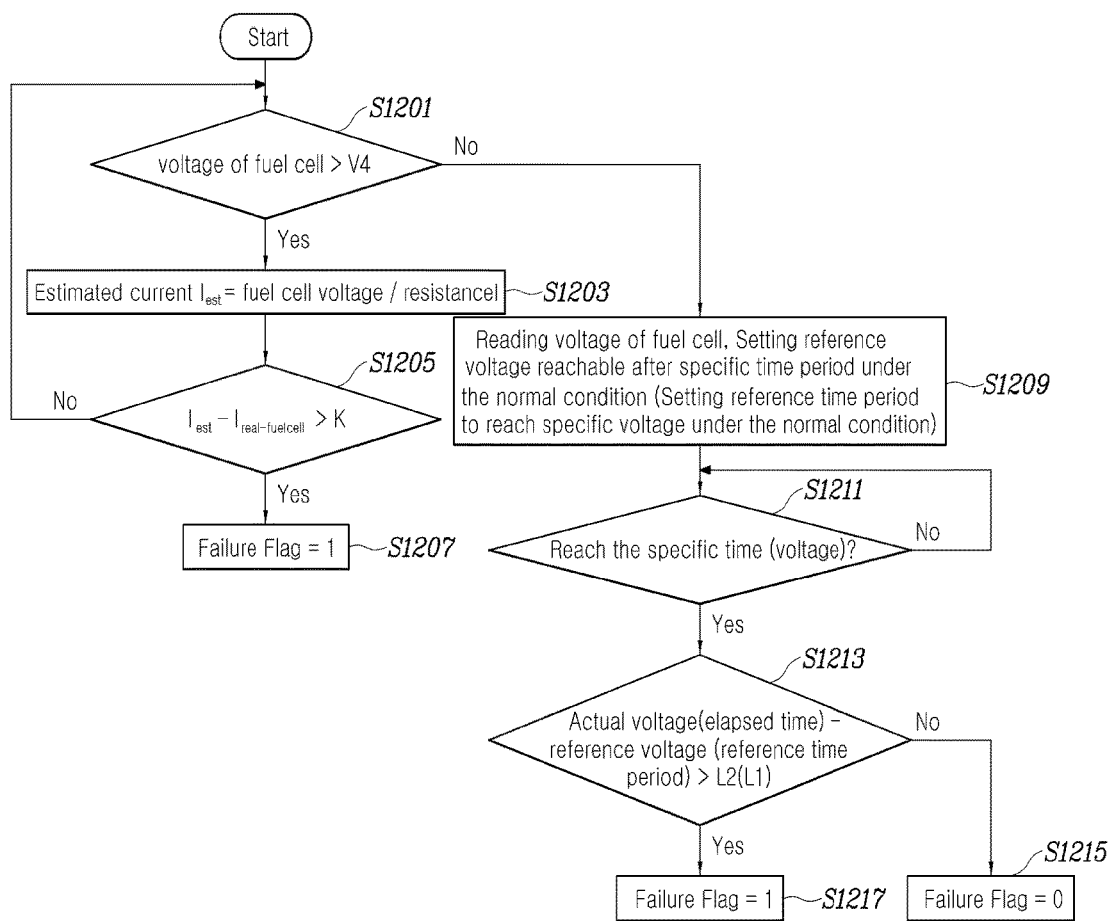 Start
S1201
voltage of fuel cell > V4
No
Yes
Estimated current Iest = fuel cell voltage / resistancel
S1203
S1205
No
Iest – Ireal-fuelcell > K
Yes
Failure Flag = 1
S1207
Reading voltage of fuel cell, Setting reference
voltage reachable after specific time period under
the normal condition (Setting reference time period
to reach specific voltage under the normal condition)
S1209
S1211
Reach the specific time (voltage)?
No
Yes
S1213
Actual voltage(elapsed time) –
reference voltage (reference time
period) > L2(L1)
No
Yes
S1215
Failure Flag = 1
S1217
Failure Flag = 0